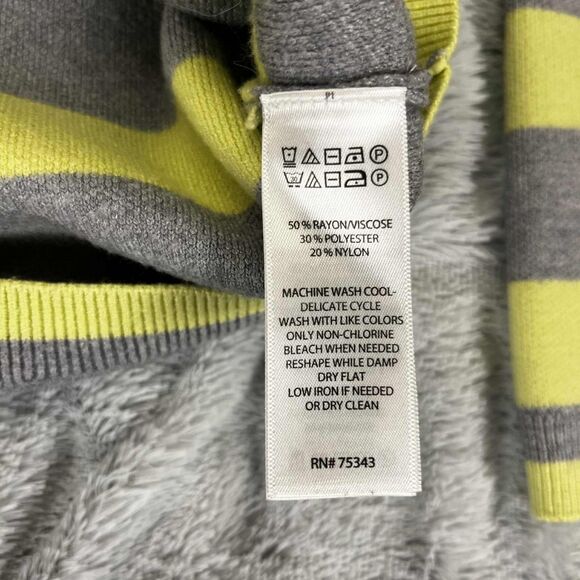 P
20 P
50% RAYON/VISCOSE
30% POLYESTER
20% NYLON
MACHINE WASH COOL-
DELICATE CYCLE
WASH WITH LIKE COLORS
ONLY NON-CHLORINE
BLEACH WHEN NEEDED
RESHAPE WHILE DAMP
DRY FLAT
LOW IRON IF NEEDED
OR DRY CLEAN
RN# 75343